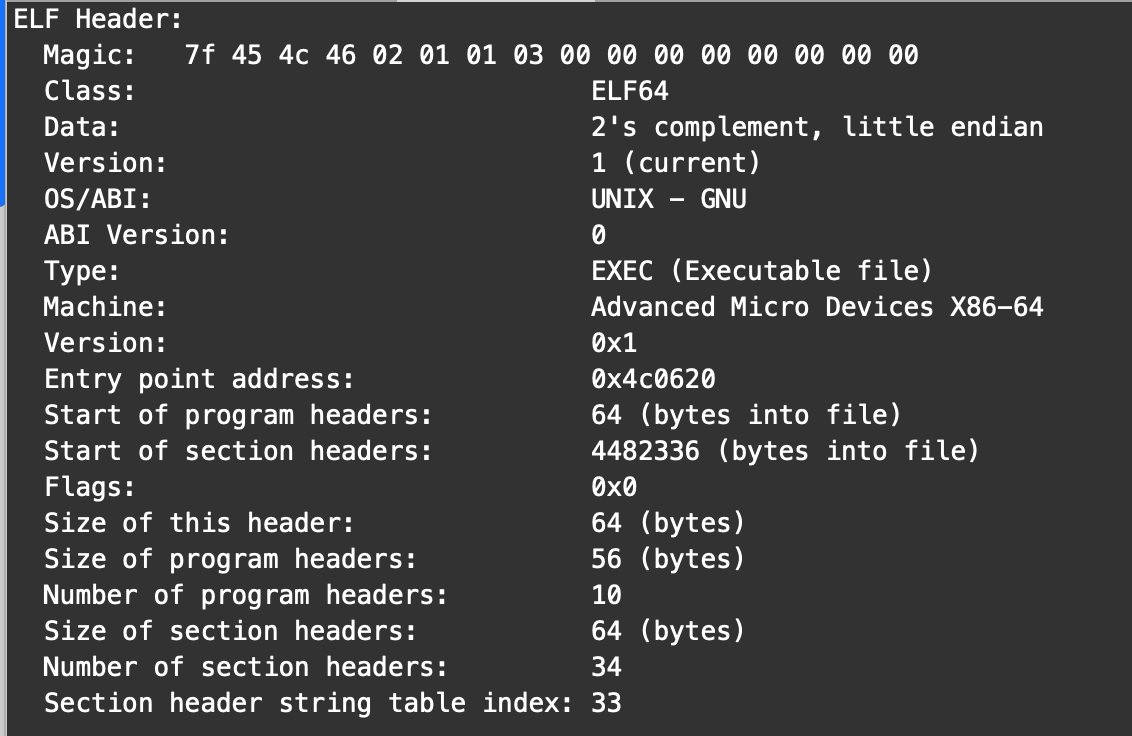 ELF Header:
  Magic:   7f 45 4c 46 02 01 01 03 00 00 00 00 00 00 00 00
  Class:                             ELF64
  Data:                              2's complement, little endian
  Version:                           1 (current)
  OS/ABI:                            UNIX - GNU
  ABI Version:                       0
  Type:                              EXEC (Executable file)
  Machine:                           Advanced Micro Devices X86-64
  Version:                           0x1
  Entry point address:               0x4c0620
  Start of program headers:          64 (bytes into file)
  Start of section headers:          4482336 (bytes into file)
  Flags:                             0x0
  Size of this header:               64 (bytes)
  Size of program headers:           56 (bytes)
  Number of program headers:         10
  Size of section headers:           64 (bytes)
  Number of section headers:         34
  Section header string table index: 33